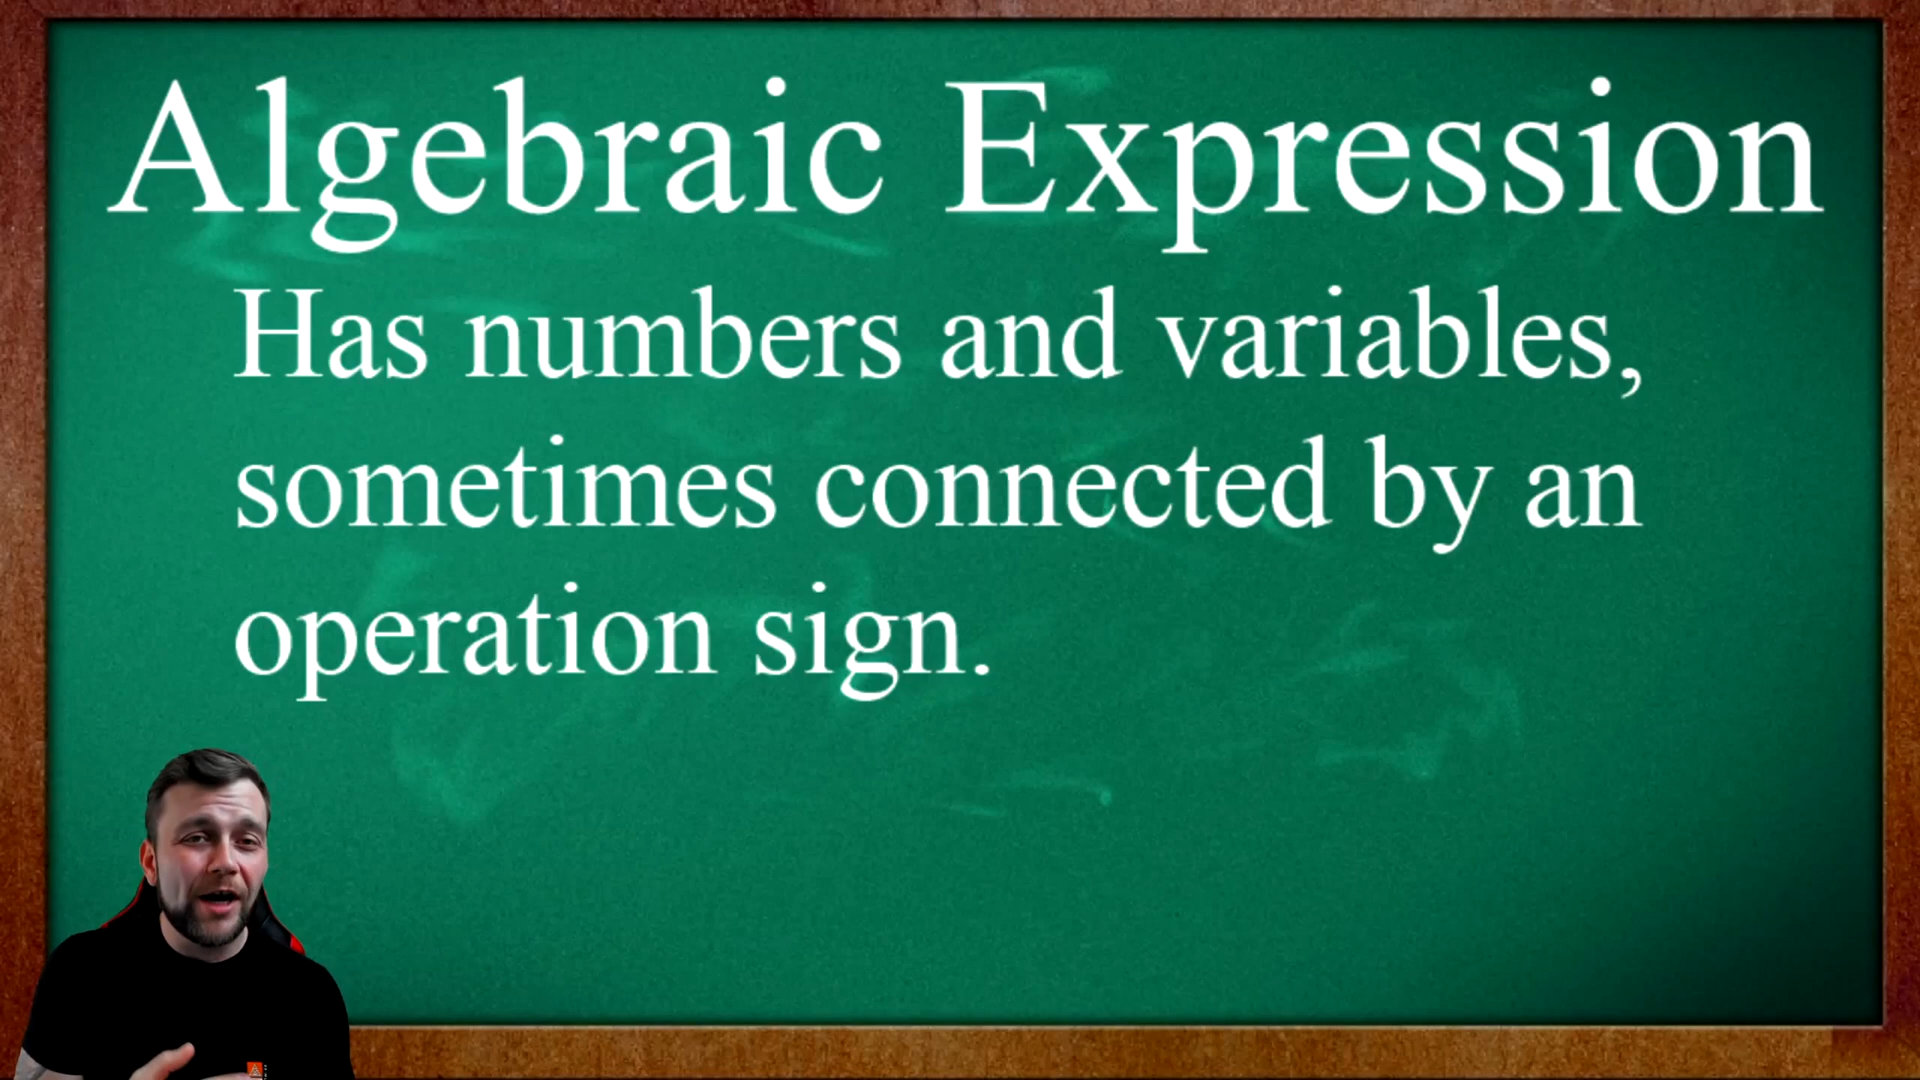 Algebraic Expression
Has numbers and variables,
sometimes connected by an
operation sign.